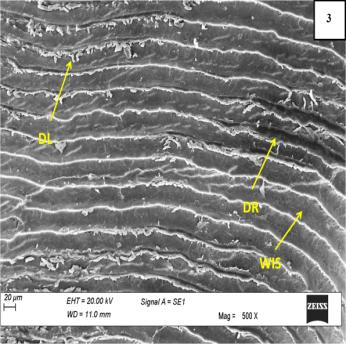 3
DL
DR
WIS
20 µm
EHT = 20.00 kV
Signal A = SE1
WD = 11.0 mm
Mag = 500 X
ZEISS